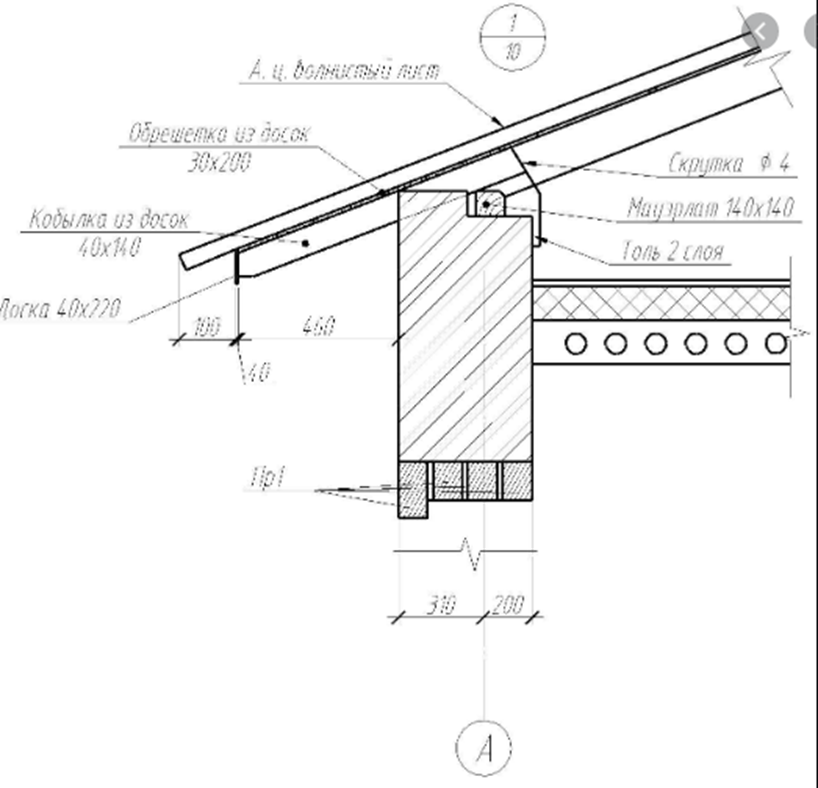 1
10
А. ц. волнистый лист
Обрешетка из досок
30х200
Скрутка ф 4
Кобылка из досок
40х140
Мауэрлат 140х140
Толь 2 слоя
Доска 40х220
100
460
40
Пр1
310
200
А